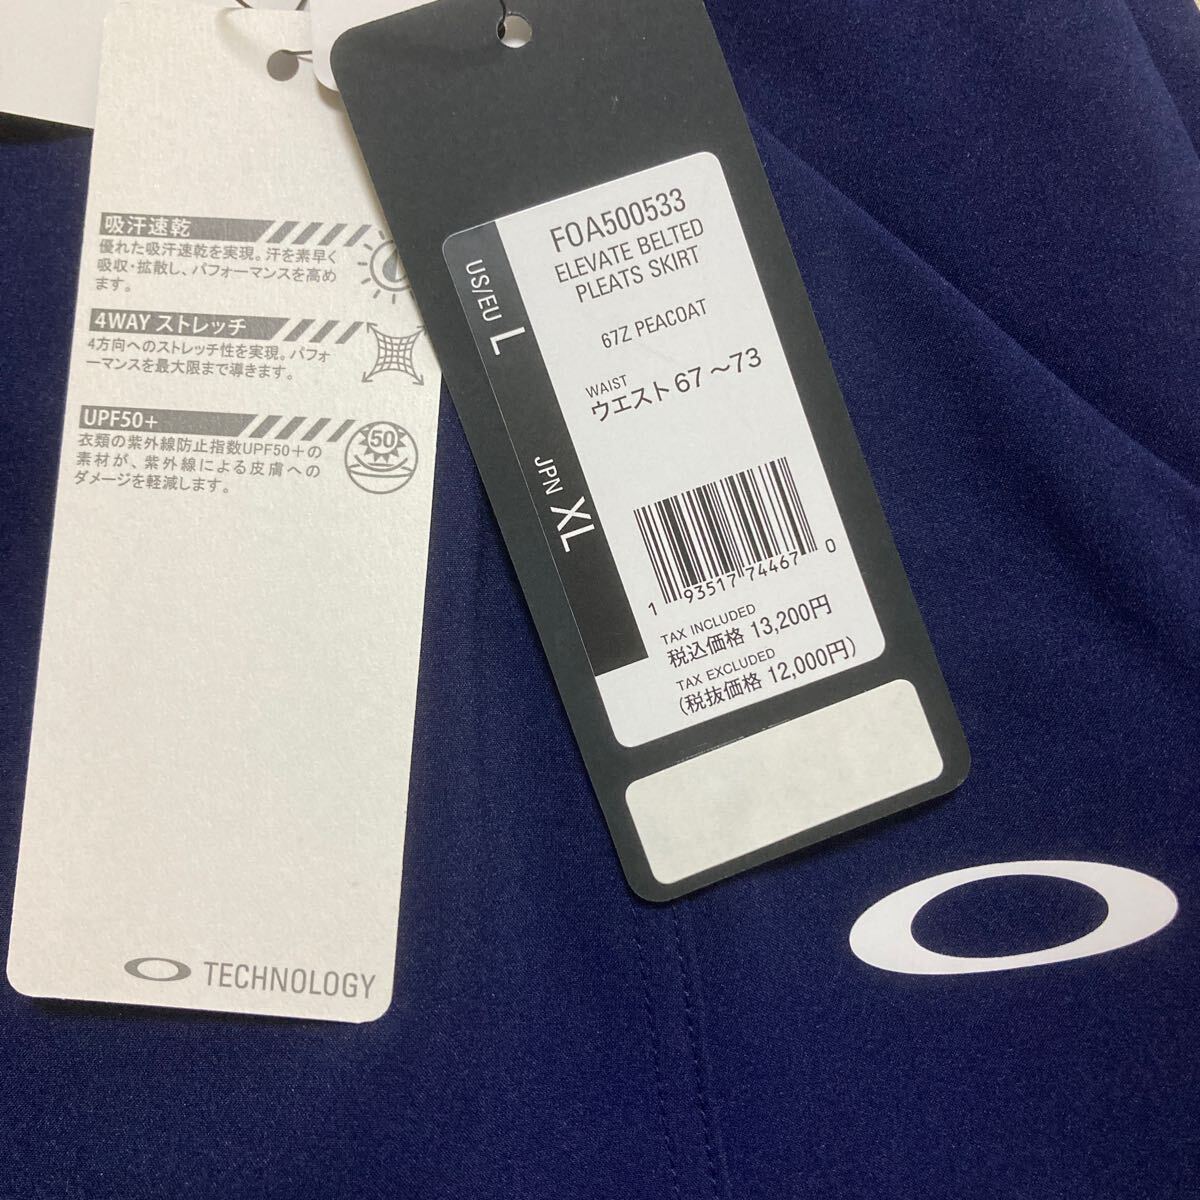 吸汗速乾
優れた吸汗速乾を実現。汗を素早く
吸収・拡散し、パフォーマンスを高め
ます。
4WAY ストレッチ
4方向へのストレッチ性を実現。パフォ
ーマンスを最大限まで導きます。
UPF50+
50
衣類の紫外線防止指数UPF50+の
素材が、紫外線による皮膚への
ダメージを軽減します。
TECHNOLOGY
US/EU L
JPN XL
FOA500533
ELEVATE BELTED
PLEATS SKIRT
67Z PEACOAT
WAIST
ウエスト 67 ～73
1 93517 74467 0
TAX INCLUDED
税込価格 13,200円
TAX EXCLUDED
(税抜価格 12,000円)